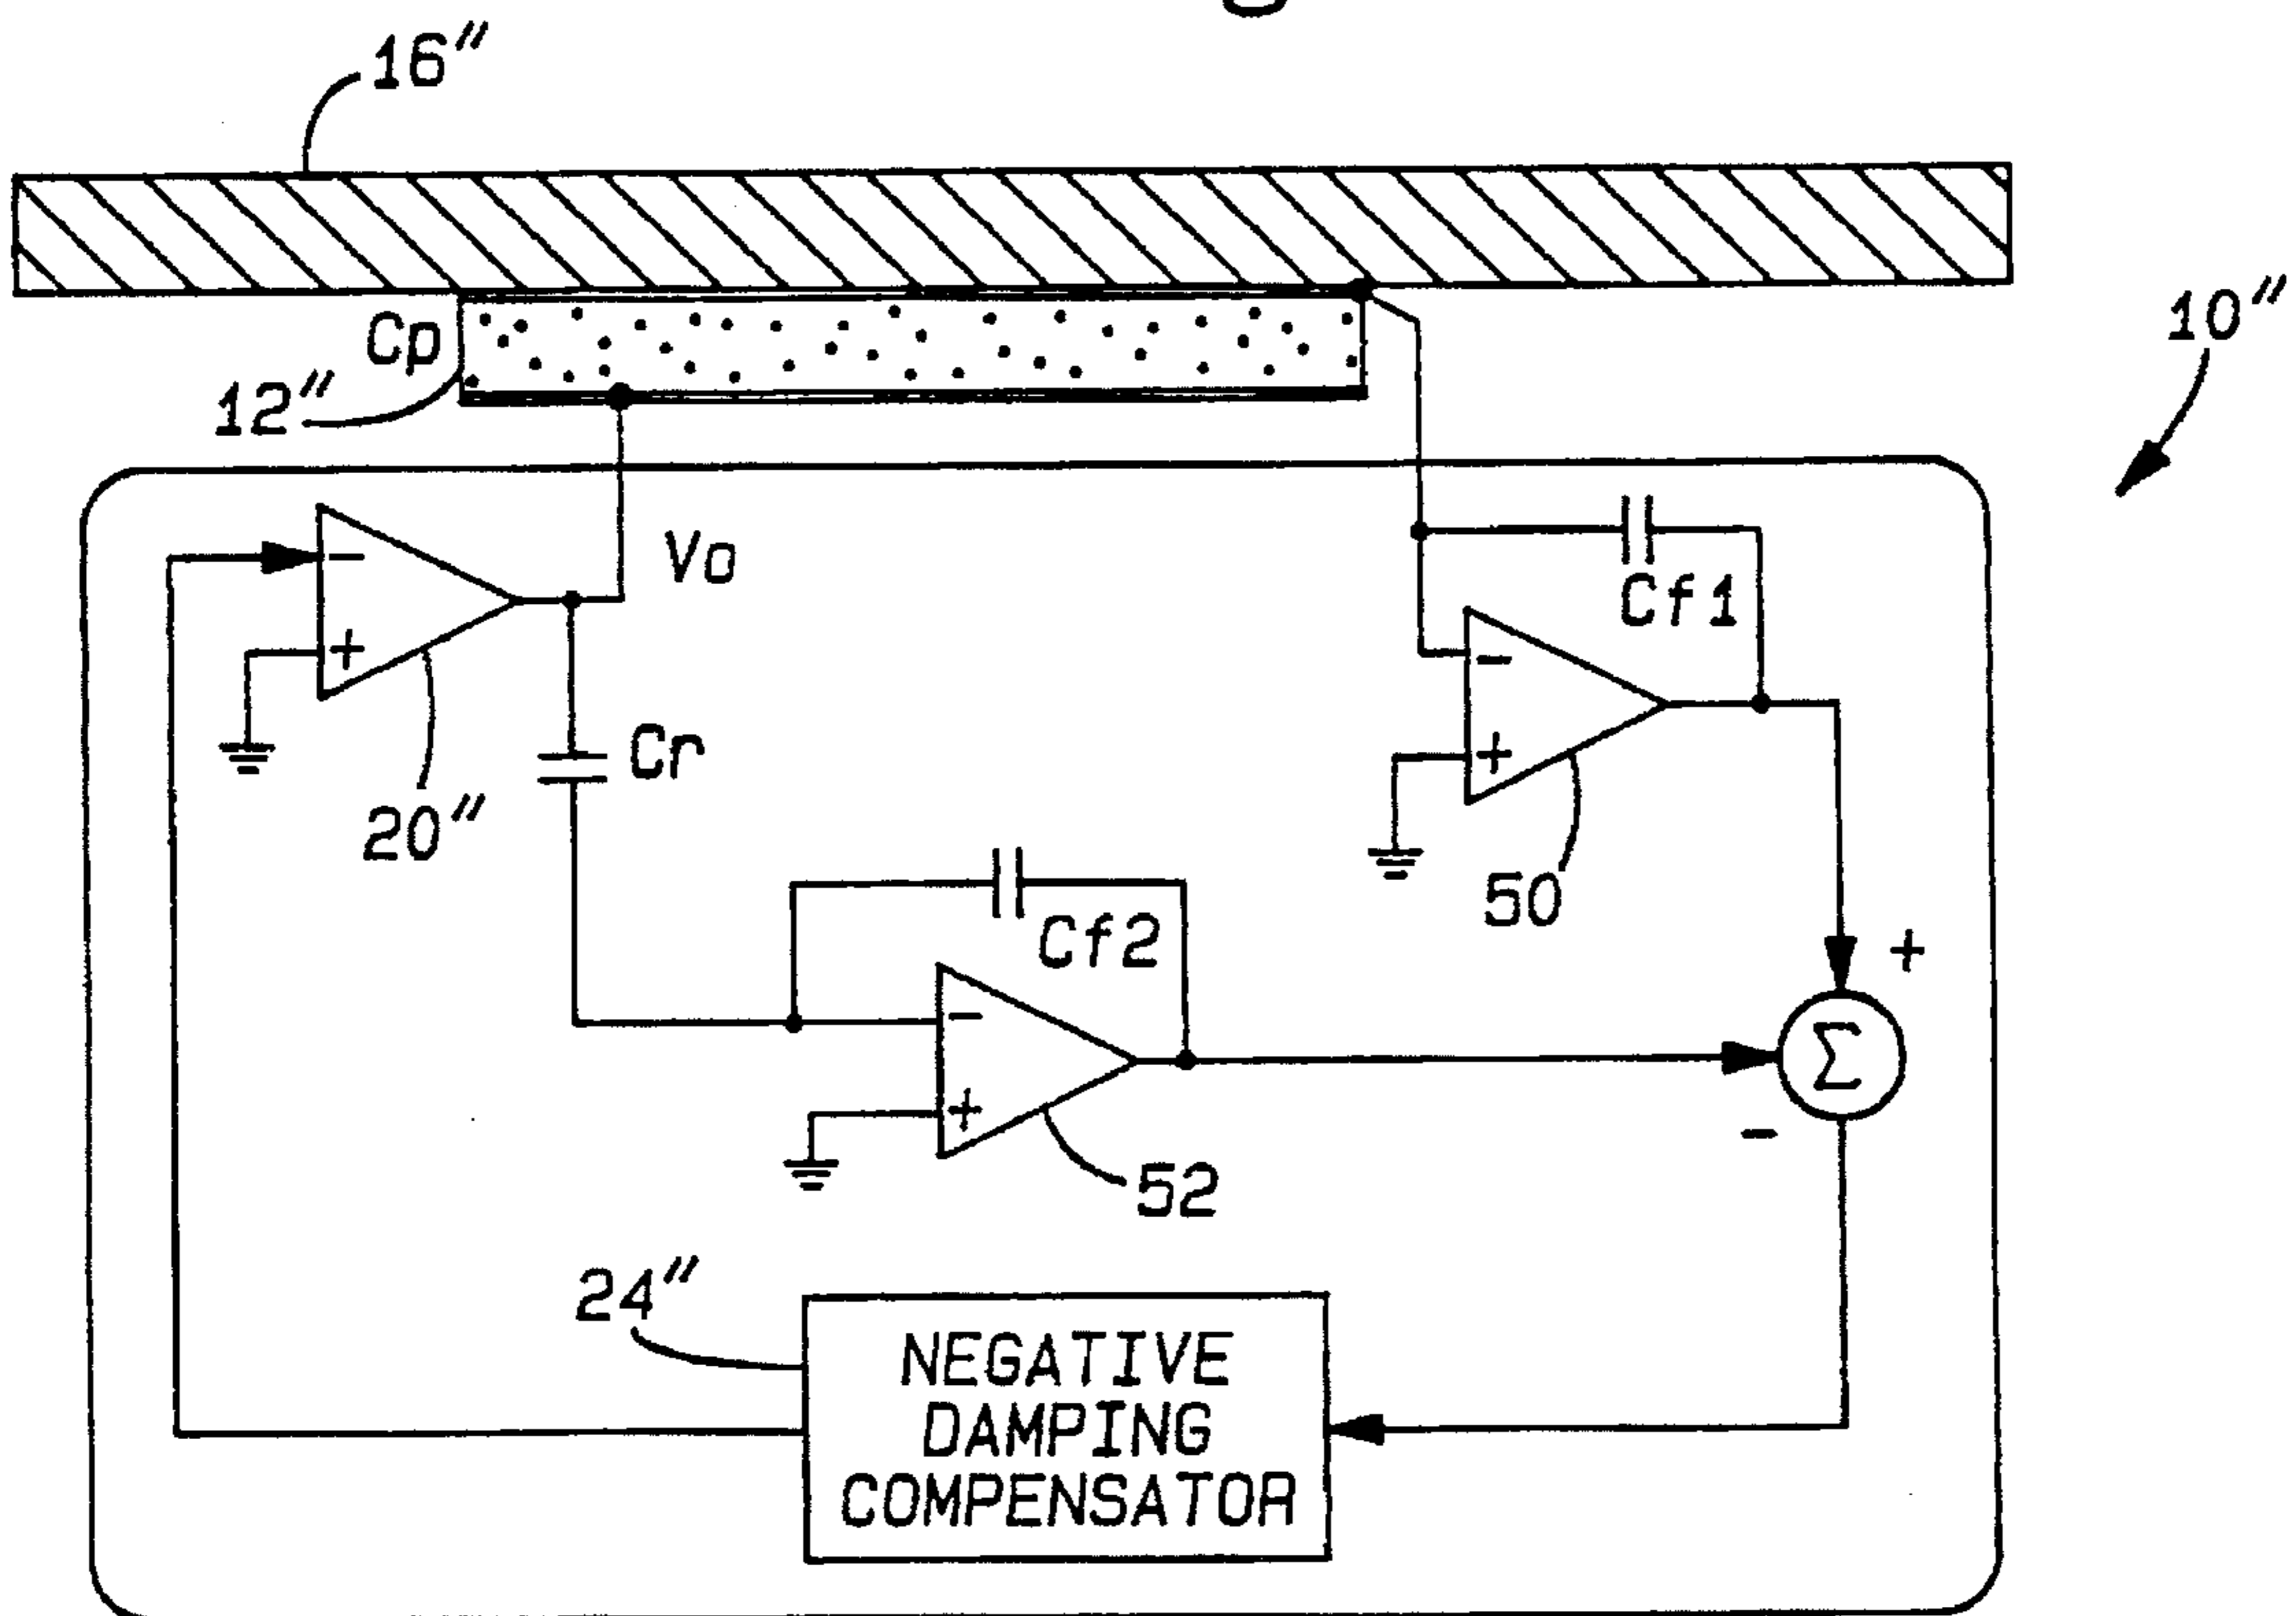 16″
10″
Cp
12″
Vo
Cf1
−
+
−
+
Cr
20″
50
Cf2
+
−
+
Σ
−
52
24″
NEGATIVE
DAMPING
COMPENSATOR